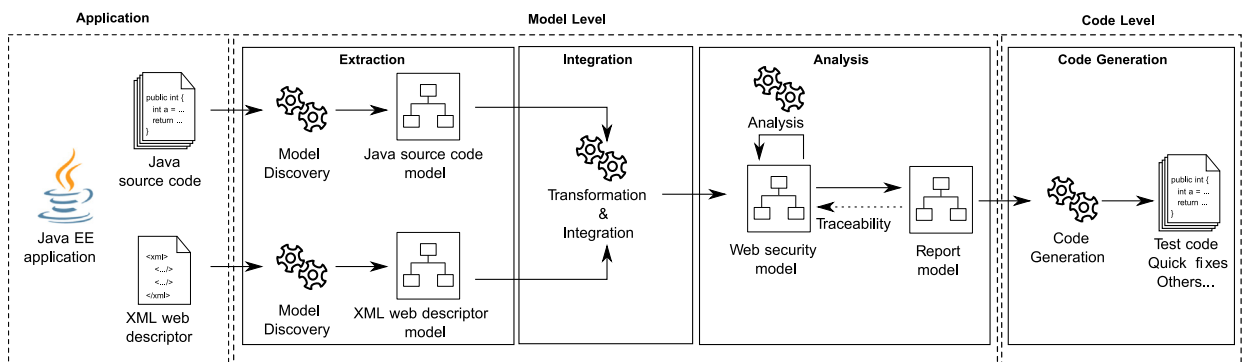 Application
Model Level
Code Level
Extraction
Integration
Analysis
Code Generation
public int {
int a = ...
return ...
}
Java
source code
Model
Discovery
Java source code
model
Transformation
&
Integration
Analysis
Web security
model
Traceability
Report
model
Code
Generation
public int {
int a = ...
return ...
}
Test code
Quick fixes
Others...
Java EE
application
<xml>
<.../>
<.../>
</xml>
XML web
descriptor
Model
Discovery
XML web descriptor
model